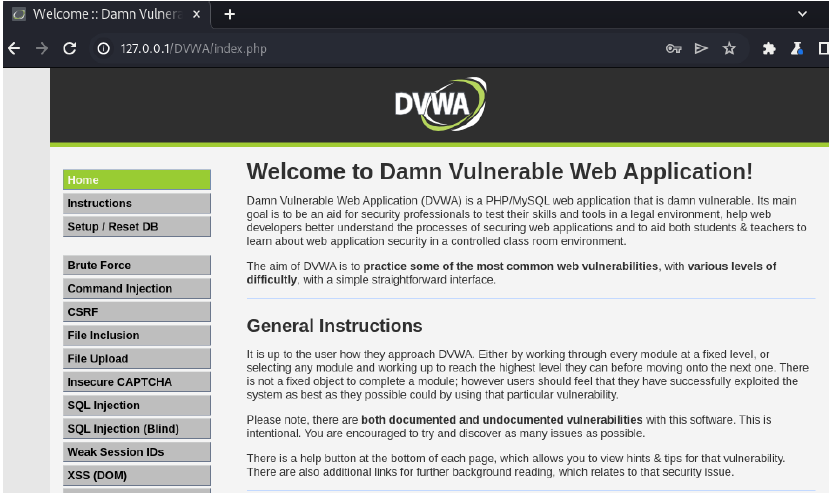 Welcome :: Damn Vulnera
127.0.0.1/DVWA/index.php
DVWA
Home
Instructions
Setup / Reset DB
Brute Force
Command Injection
CSRF
File Inclusion
File Upload
Insecure CAPTCHA
SQL Injection
SQL Injection (Blind)
Weak Session IDs
XSS (DOM)
Welcome to Damn Vulnerable Web Application!
Damn Vulnerable Web Application (DVWA) is a PHP/MySQL web application that is damn vulnerable. Its main
goal is to be an aid for security professionals to test their skills and tools in a legal environment, help web
developers better understand the processes of securing web applications and to aid both students & teachers to
learn about web application security in a controlled class room environment.
The aim of DVWA is to practice some of the most common web vulnerabilities, with various levels of
difficultly, with a simple straightforward interface.
General Instructions
It is up to the user how they approach DVWA. Either by working through every module at a fixed level, or
selecting any module and working up to reach the highest level they can before moving onto the next one. There
is not a fixed object to complete a module; however users should feel that they have successfully exploited the
system as best as they possible could by using that particular vulnerability.
Please note, there are both documented and undocumented vulnerabilities with this software. This is
intentional. You are encouraged to try and discover as many issues as possible.
There is a help button at the bottom of each page, which allows you to view hints & tips for that vulnerability.
There are also additional links for further background reading, which relates to that security issue.